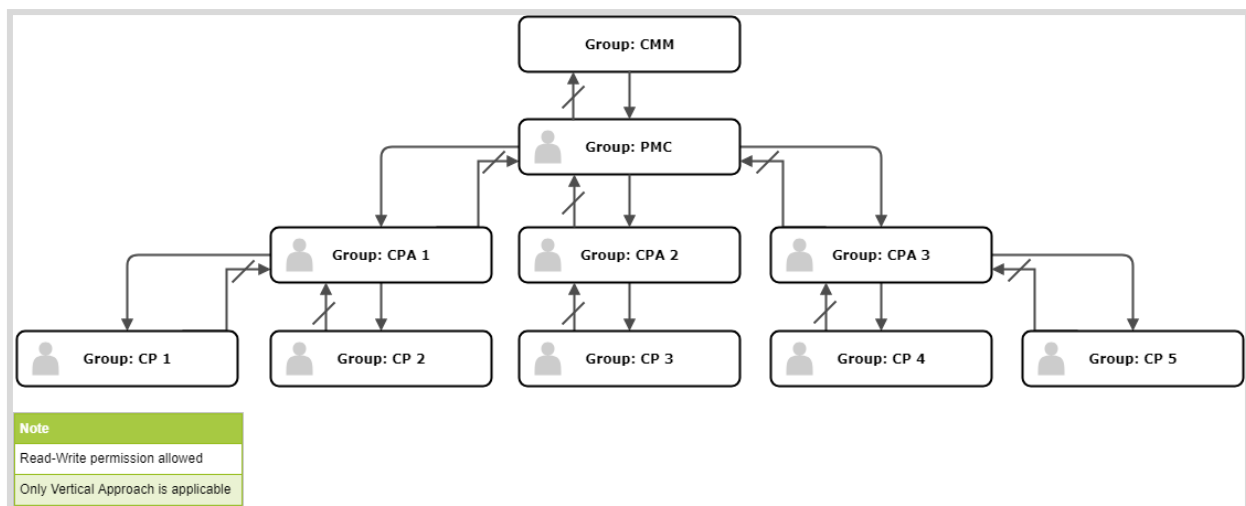 Group: CMM
Group: PMC
Group: CPA 1
Group: CPA 2
Group: CPA 3
Group: CP 1
Group: CP 2
Group: CP 3
Group: CP 4
Group: CP 5
Note
Read-Write permission allowed
Only Vertical Approach is applicable